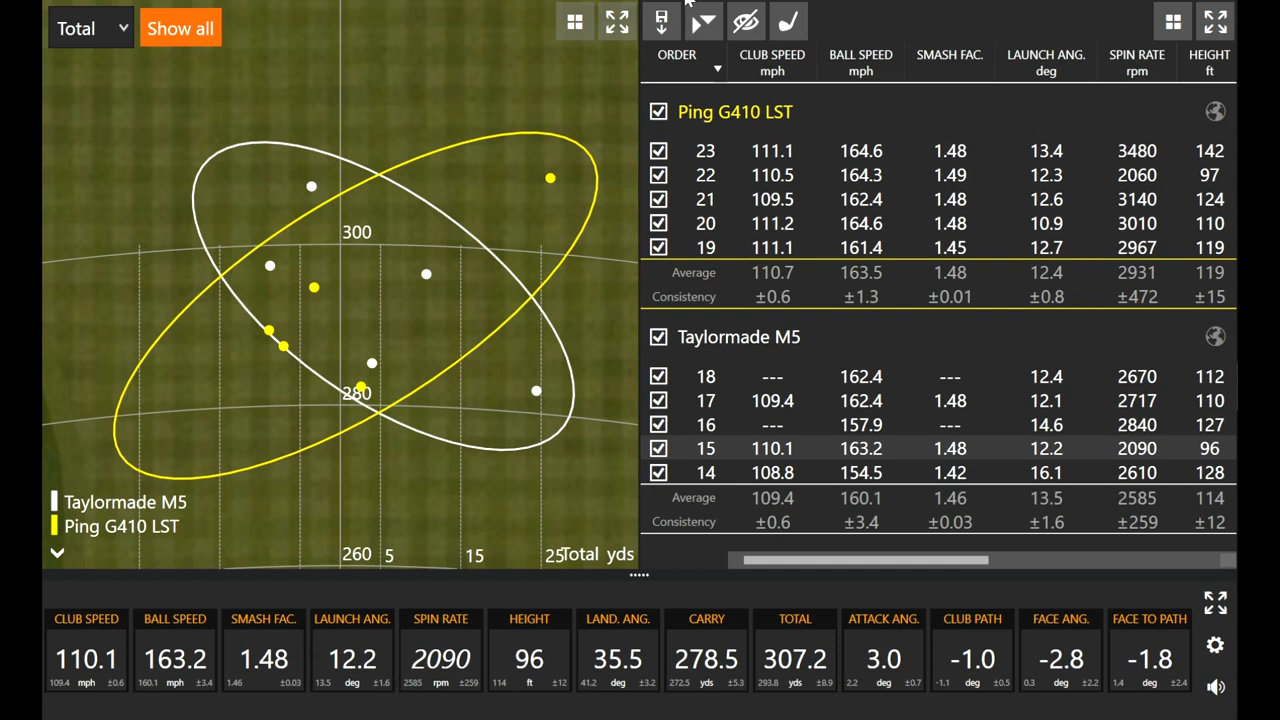 Total
Show all
300
280
260 5 15 25 Total yds
Taylormade M5
Ping G410 LST
ORDER CLUB SPEED mph BALL SPEED mph SMASH FAC. LAUNCH ANG. deg SPIN RATE rpm HEIGHT ft
Ping G410 LST
23 111.1 164.6 1.48 13.4 3480 142
22 110.5 164.3 1.49 12.3 2060 97
21 109.5 162.4 1.48 12.6 3140 124
20 111.2 164.6 1.48 10.9 3010 110
19 111.1 161.4 1.45 12.7 2967 119
Average 110.7 163.5 1.48 12.4 2931 119
Consistency ±0.6 ±1.3 ±0.01 ±0.8 ±472 ±15
Taylormade M5
18 --- 162.4 --- 12.4 2670 112
17 109.4 162.4 1.48 12.1 2717 110
16 --- 157.9 --- 14.6 2840 127
15 110.1 163.2 1.48 12.2 2090 96
14 108.8 154.5 1.42 16.1 2610 128
Average 109.4 160.1 1.46 13.5 2585 114
Consistency ±0.6 ±3.4 ±0.03 ±1.6 ±259 ±12
CLUB SPEED BALL SPEED SMASH FAC. LAUNCH ANG. SPIN RATE HEIGHT LAND. ANG. CARRY TOTAL ATTACK ANG. CLUB PATH FACE ANG. FACE TO PATH
110.1 163.2 1.48 12.2 2090 96 35.5 278.5 307.2 3.0 -1.0 -2.8 -1.8
109.4 mph ±0.6 160.1 mph ±3.4 1.46 ±0.03 13.5 deg ±1.6 2585 rpm ±259 114 ft ±12 41.2 deg ±3.2 272.5 yds ±5.3 293.8 yds ±8.9 2.2 deg ±0.7 -1.1 deg ±0.5 0.3 deg ±2.2 1.4 deg ±2.4